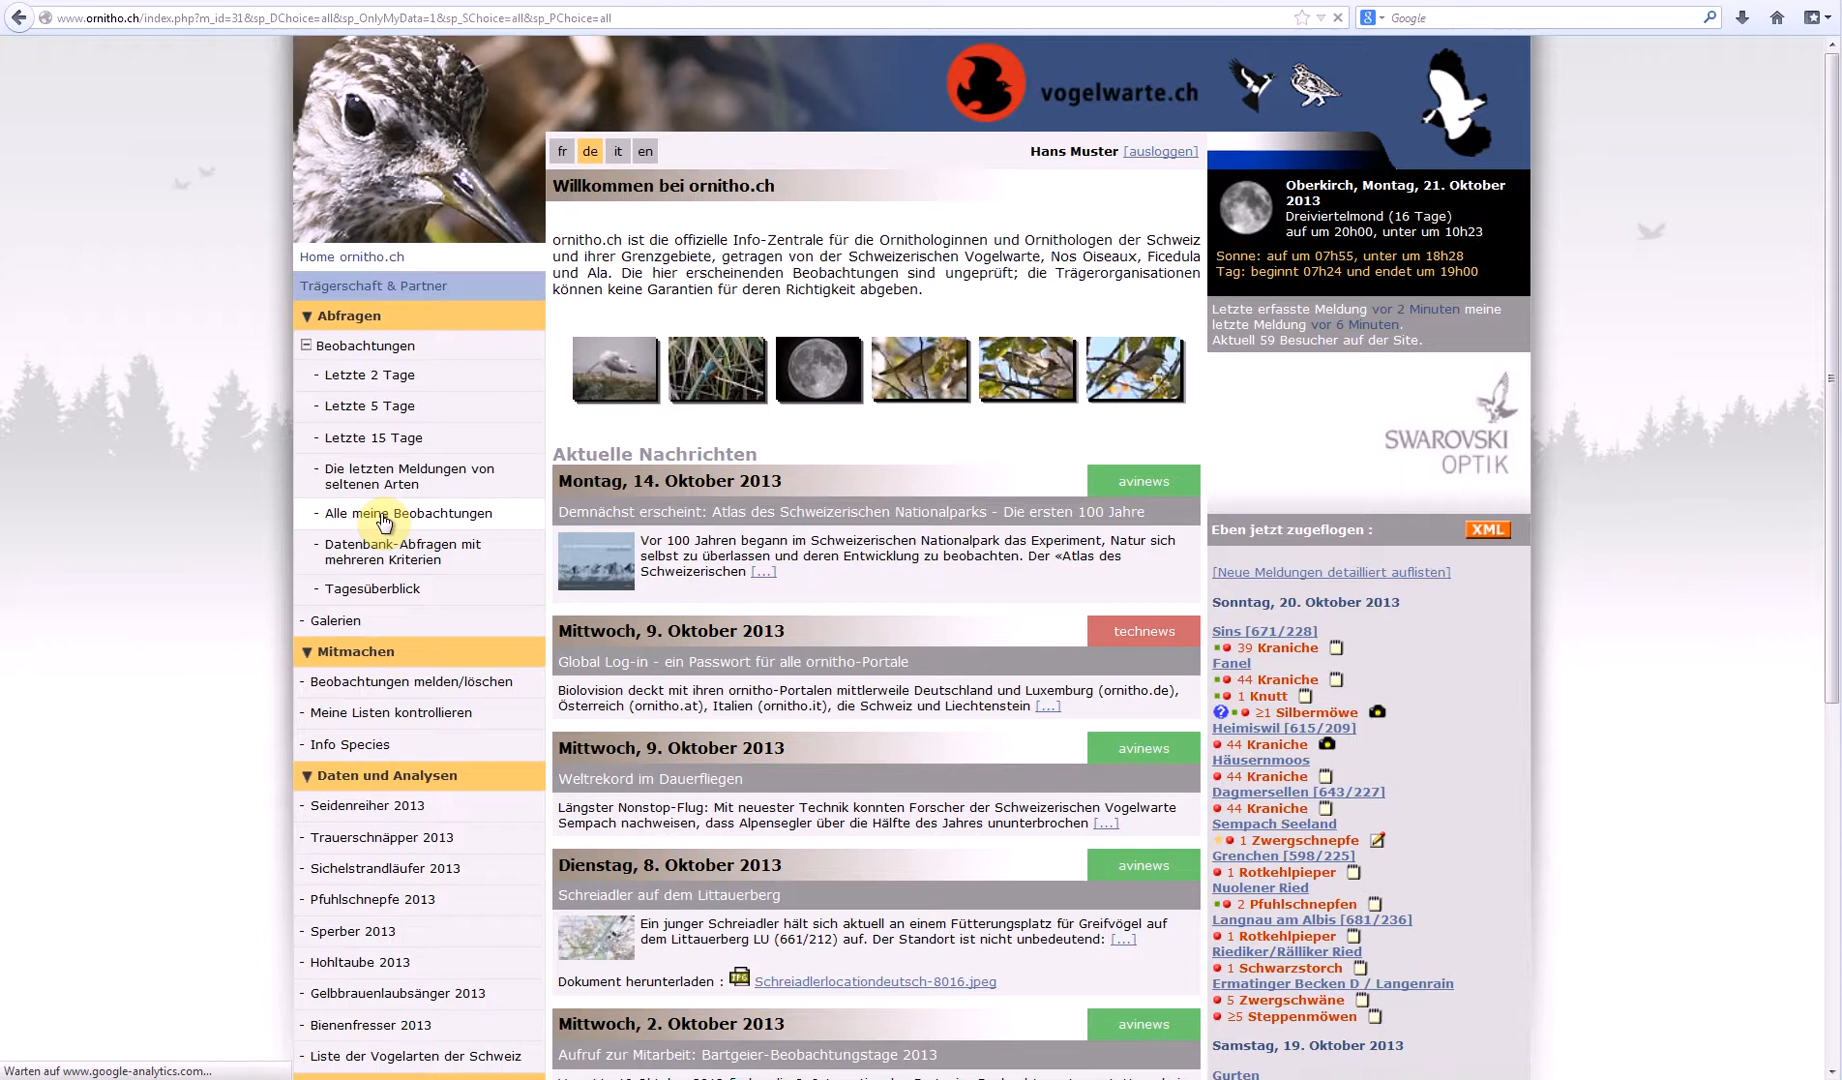 www.ornitho.ch/index.php?m_id=31&sp_DChoice=all&sp_OnlyMyData=1&sp_SChoice=all&sp_PChoice=all
Google
vogelwarte.ch
fr de it en
Hans Muster [ausloggen]
Willkommen bei ornitho.ch
ornitho.ch ist die offizielle Info-Zentrale für die Ornithologinnen und Ornithologen der Schweiz
und ihrer Grenzgebiete, getragen von der Schweizerischen Vogelwarte, Nos Oiseaux, Ficedula
und Ala. Die hier erscheinenden Beobachtungen sind ungeprüft; die Trägerorganisationen
können keine Garantien für deren Richtigkeit abgeben.
Home ornitho.ch
Trägerschaft & Partner
▼ Abfragen
Beobachtungen
- Letzte 2 Tage
- Letzte 5 Tage
- Letzte 15 Tage
- Die letzten Meldungen von
seltenen Arten
- Alle meine Beobachtungen
- Datenbank-Abfragen mit
mehreren Kriterien
- Tagesüberblick
- Galerien
▼ Mitmachen
- Beobachtungen melden/löschen
- Meine Listen kontrollieren
- Info Species
▼ Daten und Analysen
- Seidenreiher 2013
- Trauerschnäpper 2013
- Sichelstrandläufer 2013
- Pfuhlschnepfe 2013
- Sperber 2013
- Hohltaube 2013
- Gelbbrauenlaubsänger 2013
- Bienenfresser 2013
- Liste der Vogelarten der Schweiz
Warten auf www.google-analytics.com...
Aktuelle Nachrichten
Montag, 14. Oktober 2013
avinews
Demnächst erscheint: Atlas des Schweizerischen Nationalparks - Die ersten 100 Jahre
Vor 100 Jahren begann im Schweizerischen Nationalpark das Experiment, Natur sich
selbst zu überlassen und deren Entwicklung zu beobachten. Der «Atlas des
Schweizerischen [...]
Mittwoch, 9. Oktober 2013
technews
Global Log-in - ein Passwort für alle ornitho-Portale
Biolovision deckt mit ihren ornitho-Portalen mittlerweile Deutschland und Luxemburg (ornitho.de),
Österreich (ornitho.at), Italien (ornitho.it), die Schweiz und Liechtenstein [...]
Mittwoch, 9. Oktober 2013
avinews
Weltrekord im Dauerfliegen
Längster Nonstop-Flug: Mit neuester Technik konnten Forscher der Schweizerischen Vogelwarte
Sempach nachweisen, dass Alpensegler über die Hälfte des Jahres ununterbrochen [...]
Dienstag, 8. Oktober 2013
avinews
Schreiadler auf dem Littauerberg
Ein junger Schreiadler hält sich aktuell an einem Fütterungsplatz für Greifvögel auf
dem Littauerberg LU (661/212) auf. Der Standort ist nicht unbedeutend: [...]
Dokument herunterladen : Schreiadlerlocationdeutsch-8016.jpeg
Mittwoch, 2. Oktober 2013
avinews
Aufruf zur Mitarbeit: Bartgeier-Beobachtungstage 2013
Oberkirch, Montag, 21. Oktober
2013
Dreiviertelmond (16 Tage)
auf um 20h00, unter um 10h23
Sonne: auf um 07h55, unter um 18h28
Tag: beginnt 07h24 und endet um 19h00
Letzte erfasste Meldung vor 2 Minuten meine
letzte Meldung vor 6 Minuten.
Aktuell 59 Besucher auf der Site.
SWAROVSKI
OPTIK
Eben jetzt zugeflogen : XML
[Neue Meldungen detailliert auflisten]
Sonntag, 20. Oktober 2013
Sins [671/228]
39 Kraniche
Fanel
44 Kraniche
1 Knutt
≥1 Silbermöwe
Heimiswil [615/209]
44 Kraniche
Häusernmoos
44 Kraniche
Dagmersellen [643/227]
44 Kraniche
Sempach Seeland
1 Zwergschnepfe
Grenchen [598/225]
1 Rotkehlpieper
Nuolener Ried
2 Pfuhlschnepfen
Langnau am Albis [681/236]
1 Rotkehlpieper
Riediker/Rälliker Ried
1 Schwarzstorch
Ermatinger Becken D / Langenrain
5 Zwergschwäne
≥5 Steppenmöwen
Samstag, 19. Oktober 2013
Gurten